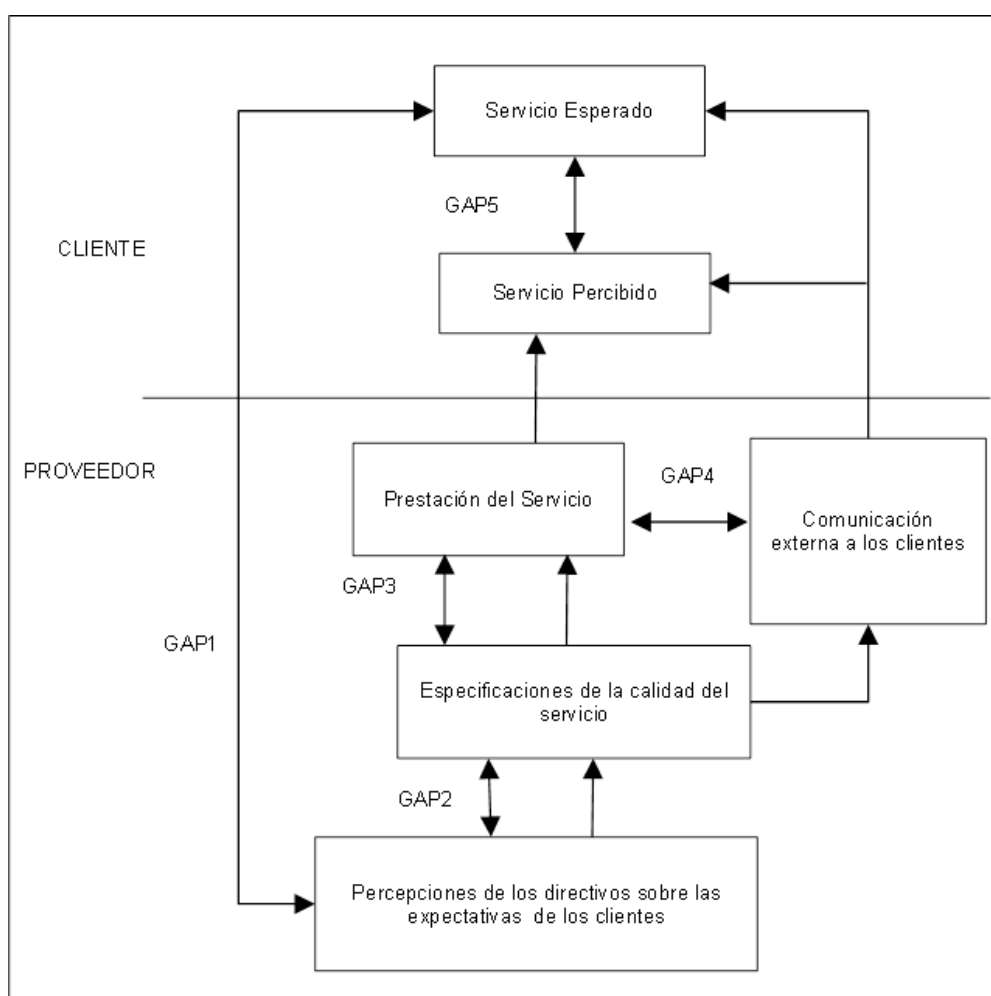 Servicio Esperado
GAP5
CLIENTE
Servicio Percibido
PROVEEDOR
Prestación del Servicio
GAP4
Comunicación
externa a los clientes
GAP3
GAP1
Especificaciones de la calidad del
servicio
GAP2
Percepciones de los directivos sobre las
expectativas de los clientes